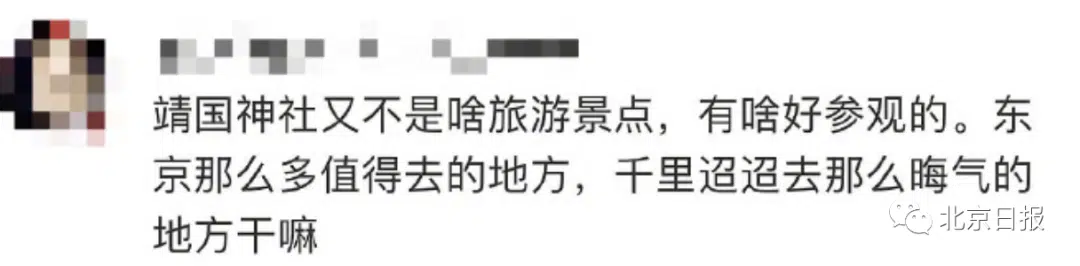 靖国神社又不是啥旅游景点，有啥好参观的。东
京那么多值得去的地方，千里迢迢去那么晦气的
地方干嘛
北京日报